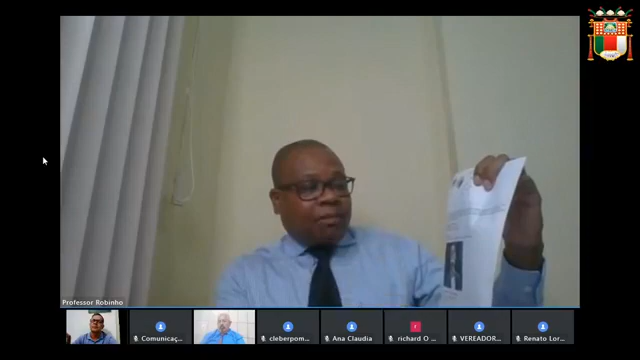 Professor Robinho
Comunicaç...
cleberpom...
Ana Claudia
r
richard O ...
VEREADOR...
Renato Lor...